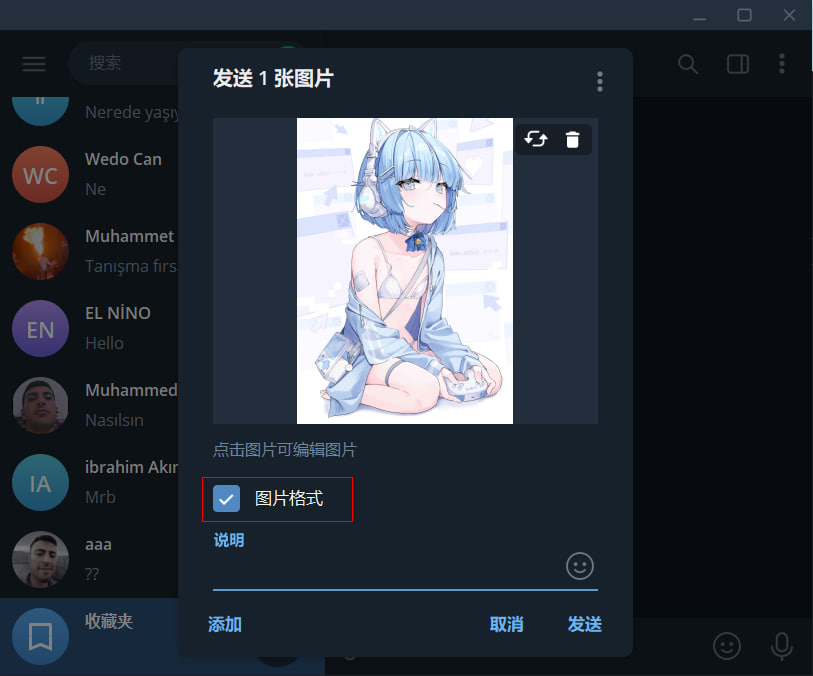 搜索
Nerede yaşıy
WC
Wedo Can
Ne
Muhammet
Tanışma fırs
EN
EL NİNO
Hello
Muhammed
Nasılsın
IA
ibrahim Akır
Mrb
aaa
??
收藏夹
发送 1 张图片
点击图片可编辑图片
图片格式
说明
添加
取消
发送